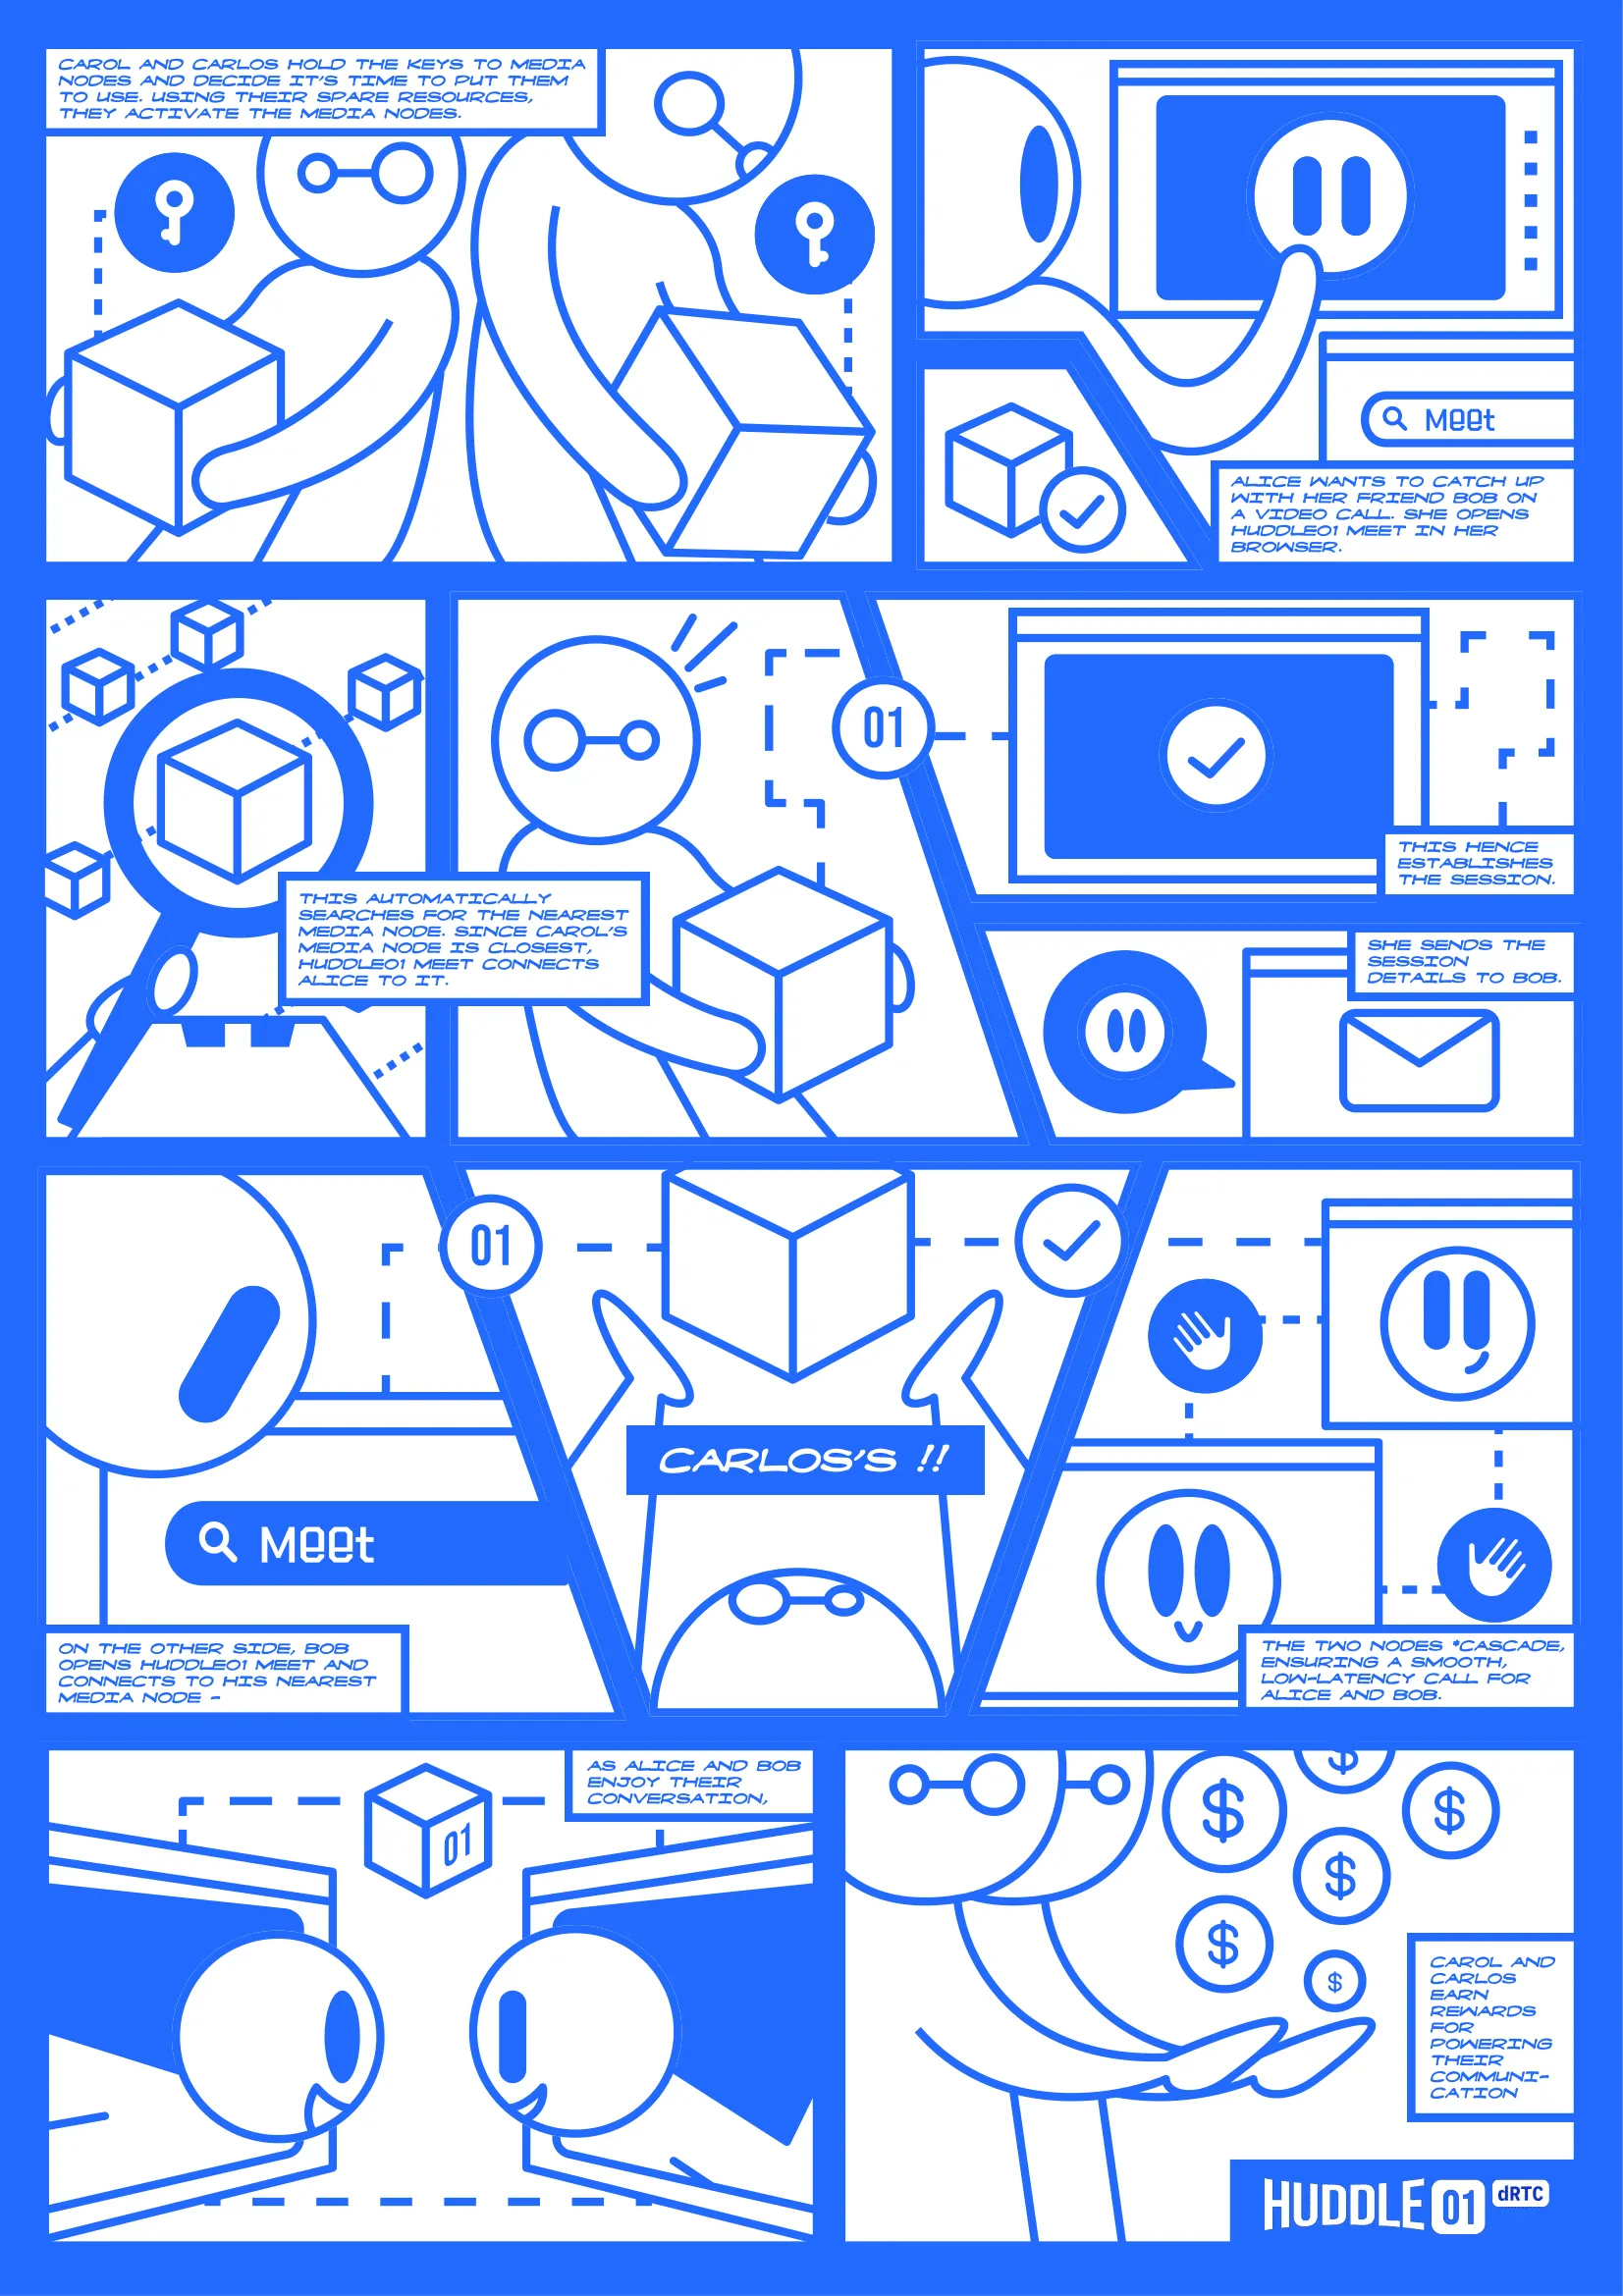 CAROL AND CARLOS HOLD THE KEYS TO MEDIA
NODES AND DECIDE IT'S TIME TO PUT THEM
TO USE. USING THEIR SPARE RESOURCES,
THEY ACTIVATE THE MEDIA NODES.
Meet
ALICE WANTS TO CATCH UP
WITH HER FRIEND BOB ON
A VIDEO CALL. SHE OPENS
HUDDLE01 MEET IN HER
BROWSER.
THIS AUTOMATICALLY
SEARCHES FOR THE NEAREST
MEDIA NODE. SINCE CAROL'S
MEDIA NODE IS CLOSEST,
HUDDLE01 MEET CONNECTS
ALICE TO IT.
01
THIS HENCE
ESTABLISHES
THE SESSION.
SHE SENDS THE
SESSION
DETAILS TO BOB.
01
Meet
ON THE OTHER SIDE, BOB
OPENS HUDDLE01 MEET AND
CONNECTS TO HIS NEAREST
MEDIA NODE -
CARLOS'S !!
THE TWO NODES *CASCADE,
ENSURING A SMOOTH,
LOW-LATENCY CALL FOR
ALICE AND BOB.
AS ALICE AND BOB
ENJOY THEIR
CONVERSATION,
01
$
$
$
$
$
$
CAROL AND
CARLOS
EARN
REWARDS
FOR
POWERING
THEIR
COMMUNI-
CATION
HUDDLE 01 dRTC